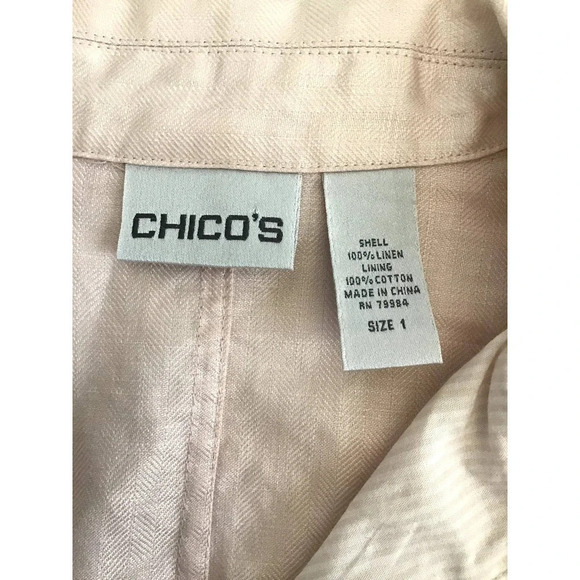 CHICO'S
SHELL
100% LINEN
LINING
100% COTTON
MADE IN CHINA
RN 79984
SIZE 1